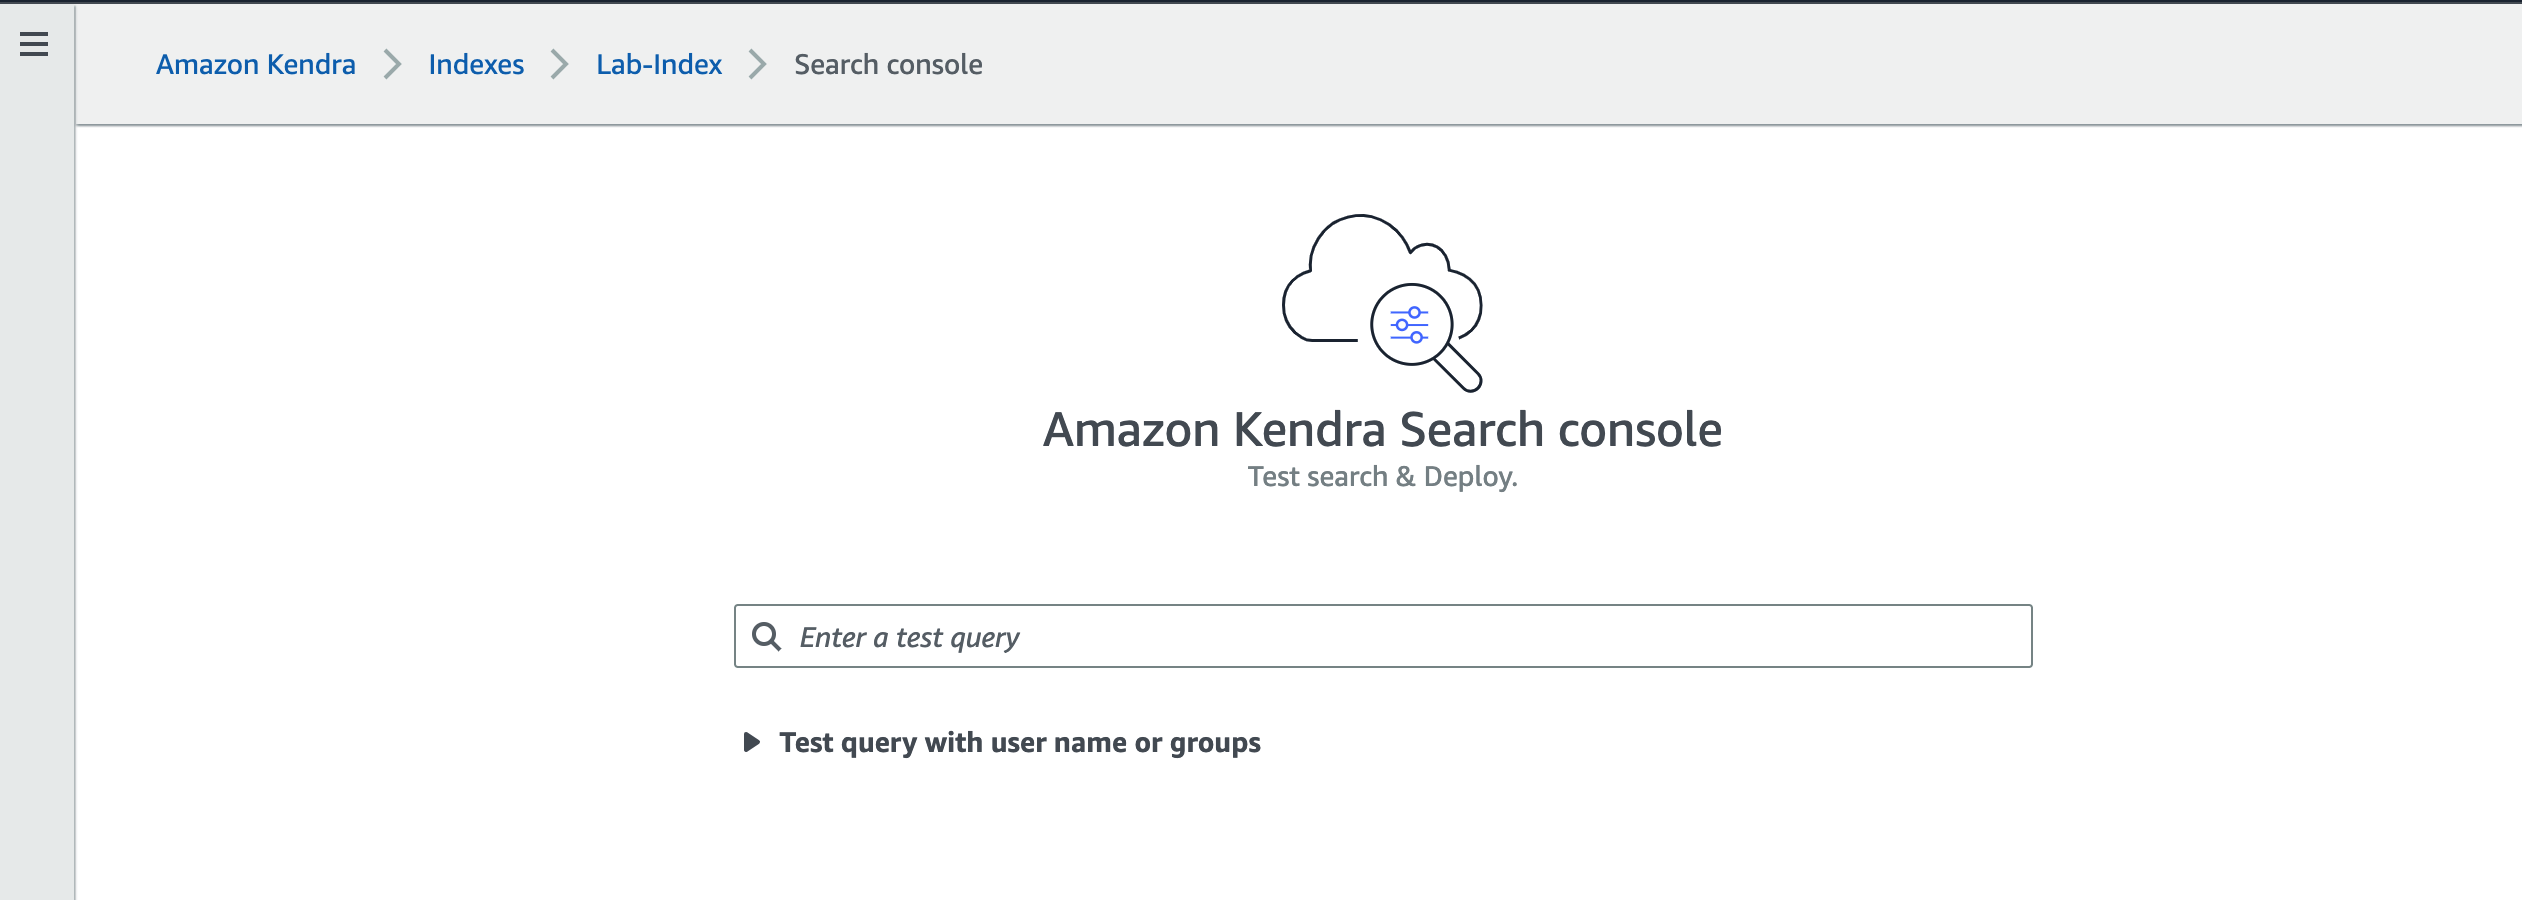 Amazon Kendra > Indexes > Lab-Index > Search console
Amazon Kendra Search console
Test search & Deploy.
Enter a test query
Test query with user name or groups